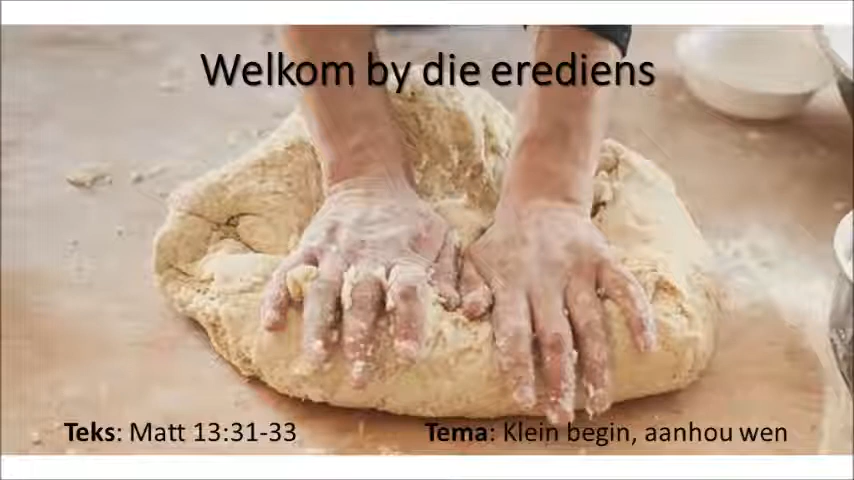 Welkom by die erediens
Teks: Matt 13:31-33
Tema: Klein begin, aanhou wen